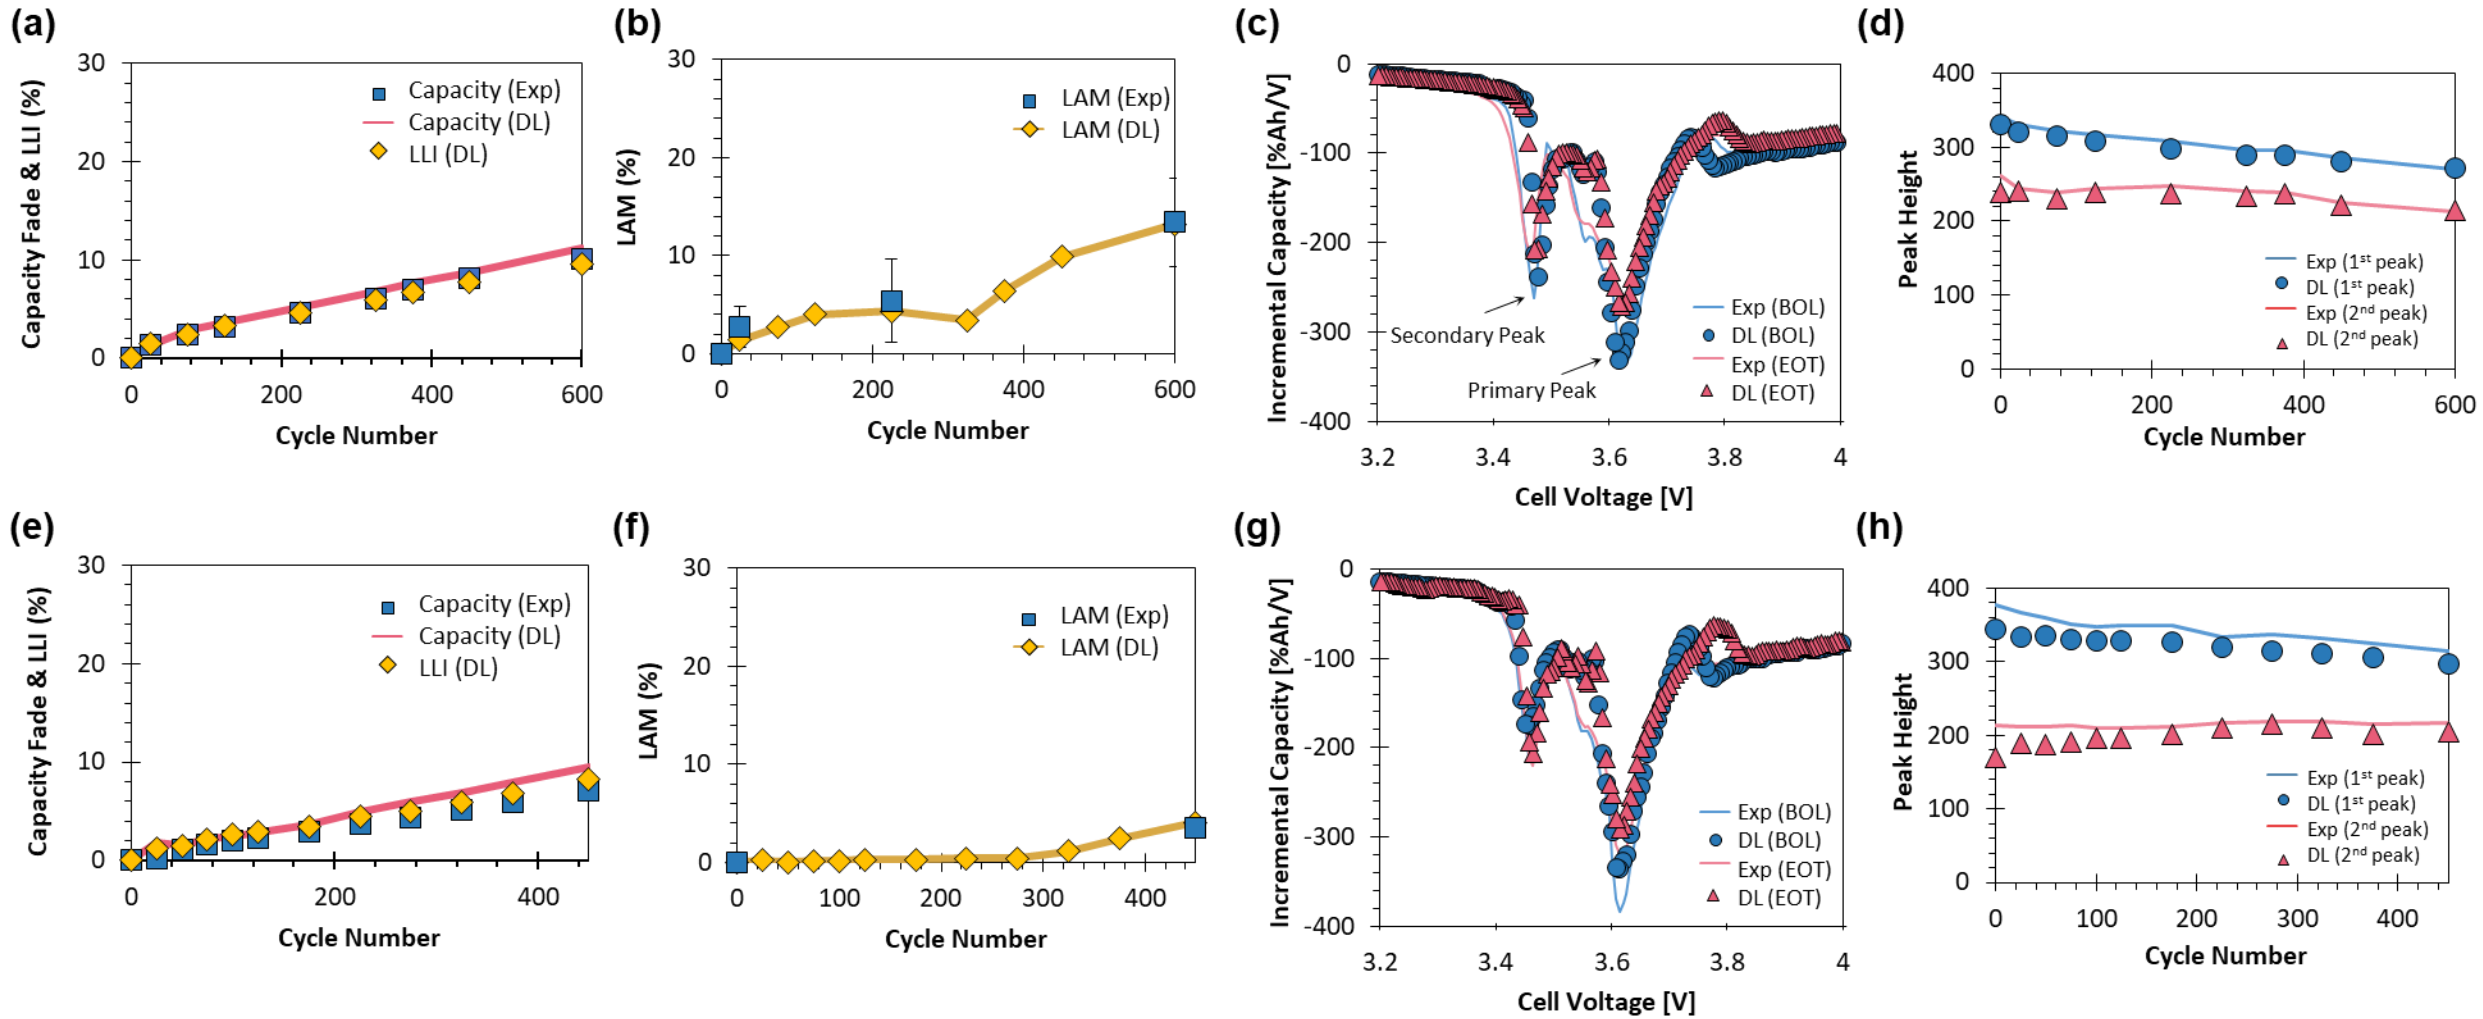 (a)
Capacity Fade & LLI (%)
30
20
10
0
Capacity (Exp)
Capacity (DL)
LLI (DL)
0
200
400
600
Cycle Number
(b)
LAM (%)
30
20
10
0
LAM (Exp)
LAM (DL)
0
200
400
600
Cycle Number
(c)
Incremental Capacity [%Ah/V]
0
-100
-200
-300
-400
Secondary Peak
Primary Peak
Exp (BOL)
DL (BOL)
Exp (EOT)
DL (EOT)
3.2
3.4
3.6
3.8
4
Cell Voltage [V]
(d)
Peak Height
400
300
200
100
0
Exp (1st peak)
DL (1st peak)
Exp (2nd peak)
DL (2nd peak)
0
200
400
600
Cycle Number
(e)
Capacity Fade & LLI (%)
30
20
10
0
Capacity (Exp)
Capacity (DL)
LLI (DL)
0
200
400
Cycle Number
(f)
LAM (%)
30
20
10
0
LAM (Exp)
LAM (DL)
0
100
200
300
400
Cycle Number
(g)
Incremental Capacity [%Ah/V]
0
-100
-200
-300
-400
Exp (BOL)
DL (BOL)
Exp (EOT)
DL (EOT)
3.2
3.4
3.6
3.8
4
Cell Voltage [V]
(h)
Peak Height
400
300
200
100
0
Exp (1st peak)
DL (1st peak)
Exp (2nd peak)
DL (2nd peak)
0
100
200
300
400
Cycle Number